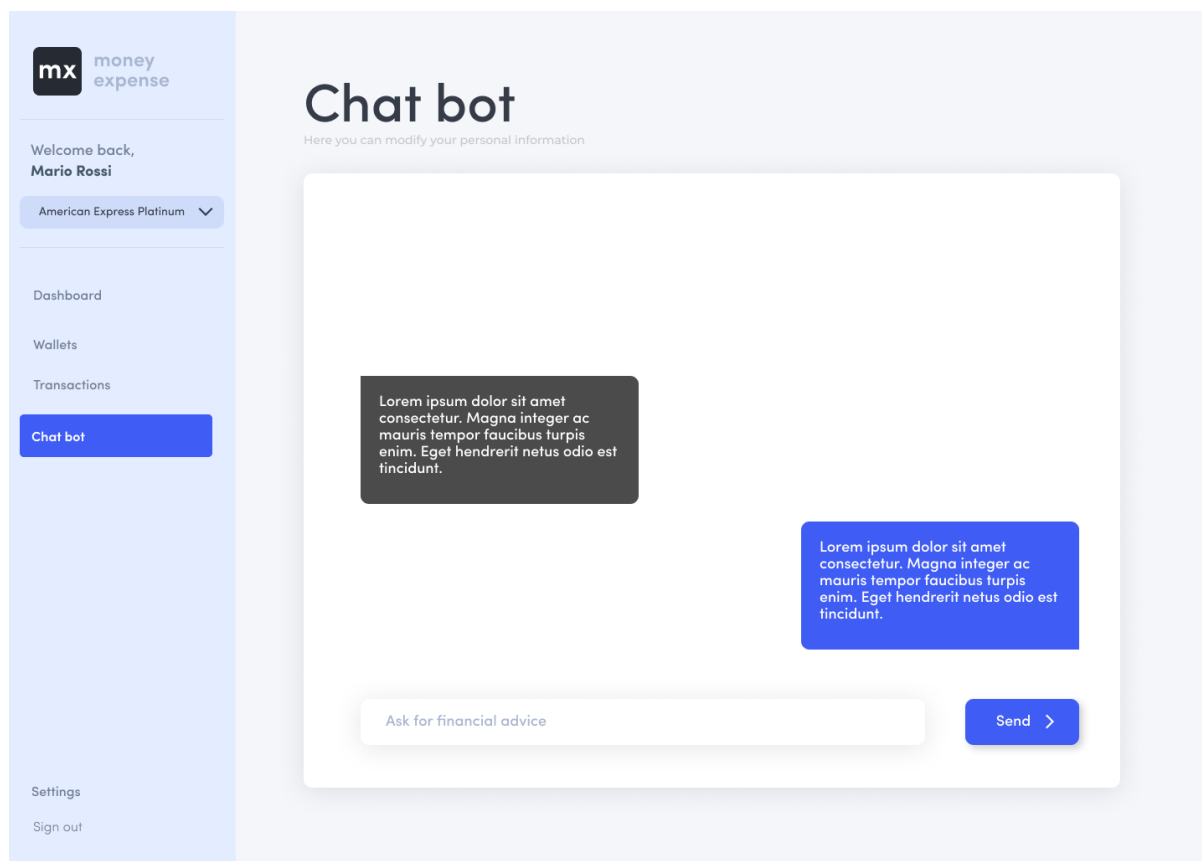 mx
money
expense
Welcome back,
Mario Rossi
American Express Platinum
Dashboard
Wallets
Transactions
Chat bot
Settings
Sign out
Chat bot
Here you can modify your personal information
Lorem ipsum dolor sit amet
consectetur. Magna integer ac
mauris tempor faucibus turpis
enim. Eget hendrerit netus odio est
tincidunt.
Lorem ipsum dolor sit amet
consectetur. Magna integer ac
mauris tempor faucibus turpis
enim. Eget hendrerit netus odio est
tincidunt.
Ask for financial advice
Send